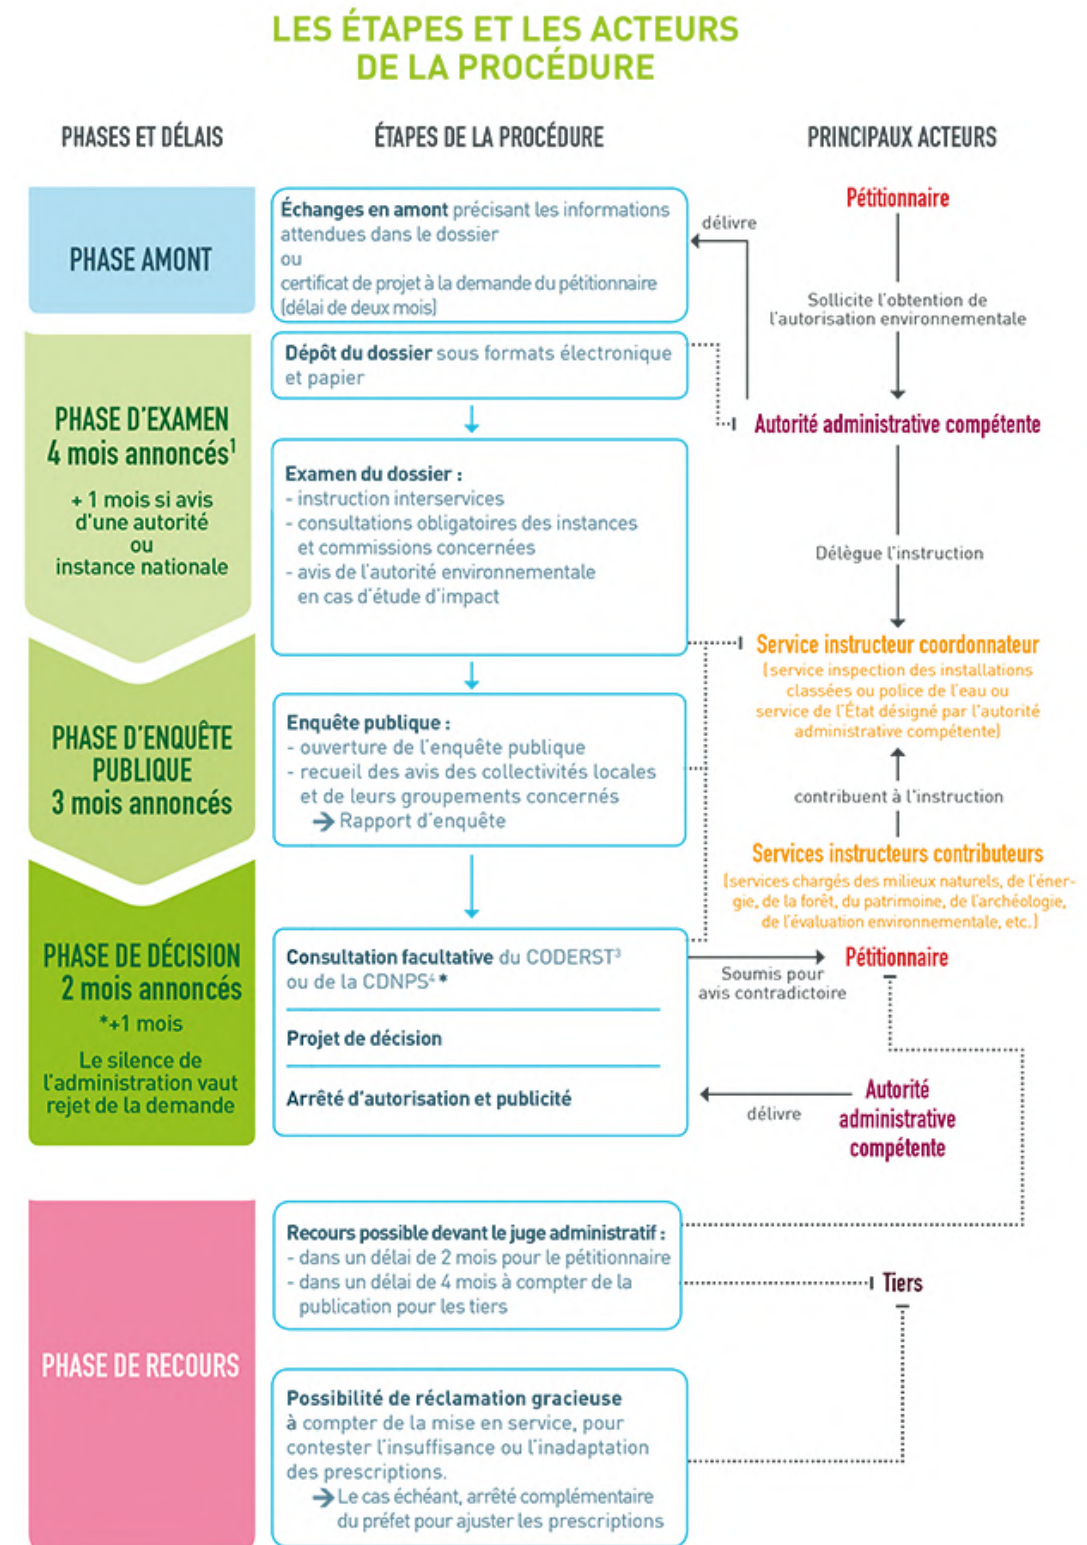 LES ÉTAPES ET LES ACTEURS
DE LA PROCÉDURE
PHASES ET DÉLAIS
ÉTAPES DE LA PROCÉDURE
PRINCIPAUX ACTEURS
PHASE AMONT
Échanges en amont précisant les informations
attendues dans le dossier
ou
certificat de projet à la demande du pétitionnaire
(délai de deux mois)
délivre
Pétitionnaire
Sollicite l'obtention de
l'autorisation environnementale
PHASE D'EXAMEN
4 mois annoncés¹
+ 1 mois si avis
d'une autorité
ou
instance nationale
Dépôt du dossier sous formats électronique
et papier
Autorité administrative compétente
Examen du dossier :
- instruction interservices
- consultations obligatoires des instances
et commissions concernées
- avis de l'autorité environnementale
en cas d'étude d'impact
Délègue l'instruction
Service instructeur coordonnateur
(service inspection des installations
classées ou police de l'eau ou
service de l'État désigné par l'autorité
administrative compétente)
PHASE D'ENQUÊTE
PUBLIQUE
3 mois annoncés
Enquête publique :
- ouverture de l'enquête publique
- recueil des avis des collectivités locales
et de leurs groupements concernés
→ Rapport d'enquête
contribuent à l'instruction
Services instructeurs contributeurs
(services chargés des milieux naturels, de l'éner-
gie, de la forêt, du patrimoine, de l'archéologie,
de l'évaluation environnementale, etc.)
PHASE DE DÉCISION
2 mois annoncés
*+1 mois
Le silence de
l'administration vaut
rejet de la demande
Consultation facultative du CODERST³
ou de la CDNPS⁴ *
Projet de décision
Arrêté d'autorisation et publicité
Soumis pour
avis contradictoire
Pétitionnaire
délivre
Autorité
administrative
compétente
PHASE DE RECOURS
Recours possible devant le juge administratif :
- dans un délai de 2 mois pour le pétitionnaire
- dans un délai de 4 mois à compter de la
publication pour les tiers
Tiers
Possibilité de réclamation gracieuse
à compter de la mise en service, pour
contester l'insuffisance ou l'inadaptation
des prescriptions.
→ Le cas échéant, arrêté complémentaire
du préfet pour ajuster les prescriptions